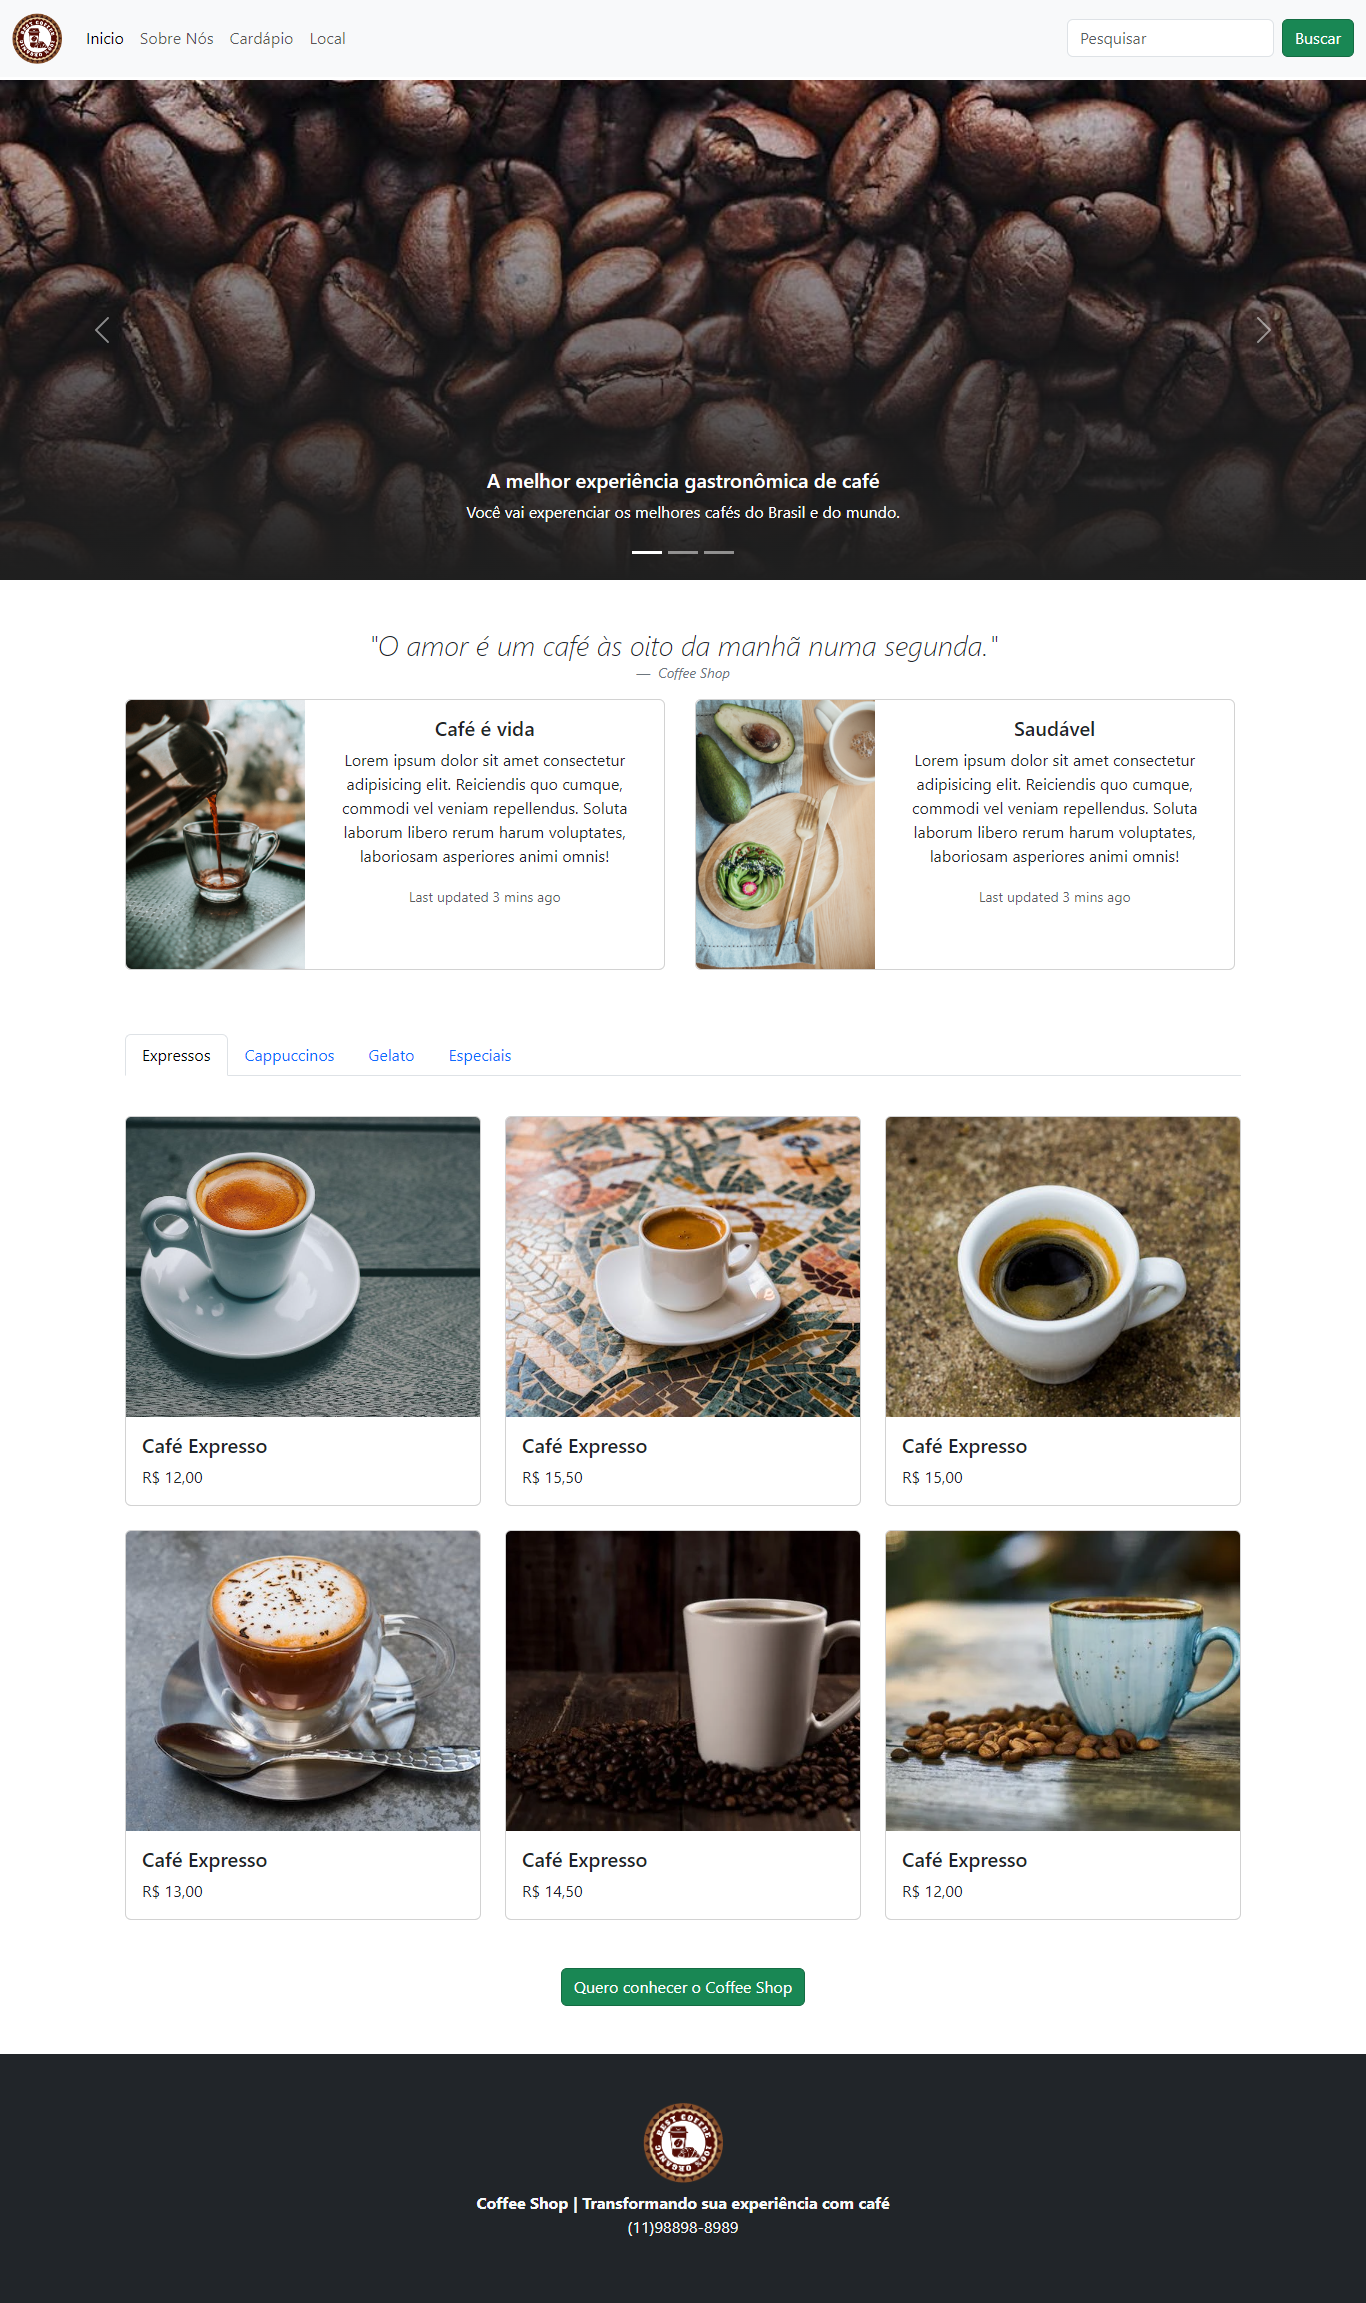 Inicio
Sobre Nós
Cardápio
Local
Pesquisar
Buscar
A melhor experiência gastronômica de café
Você vai experenciar os melhores cafés do Brasil e do mundo.
"O amor é um café às oito da manhã numa segunda."
— Coffee Shop
Café é vida
Lorem ipsum dolor sit amet consectetur
adipisicing elit. Reiciendis quo cumque,
commodi vel veniam repellendus. Soluta
laborum libero rerum harum voluptates,
laboriosam asperiores animi omnis!
Last updated 3 mins ago
Saudável
Lorem ipsum dolor sit amet consectetur
adipisicing elit. Reiciendis quo cumque,
commodi vel veniam repellendus. Soluta
laborum libero rerum harum voluptates,
laboriosam asperiores animi omnis!
Last updated 3 mins ago
Expressos
Cappuccinos
Gelato
Especiais
Café Expresso
R$ 12,00
Café Expresso
R$ 15,50
Café Expresso
R$ 15,00
Café Expresso
R$ 13,00
Café Expresso
R$ 14,50
Café Expresso
R$ 12,00
Quero conhecer o Coffee Shop
BEST COFFEE
100% ORGANIC
Coffee Shop | Transformando sua experiência com café
(11)98898-8989